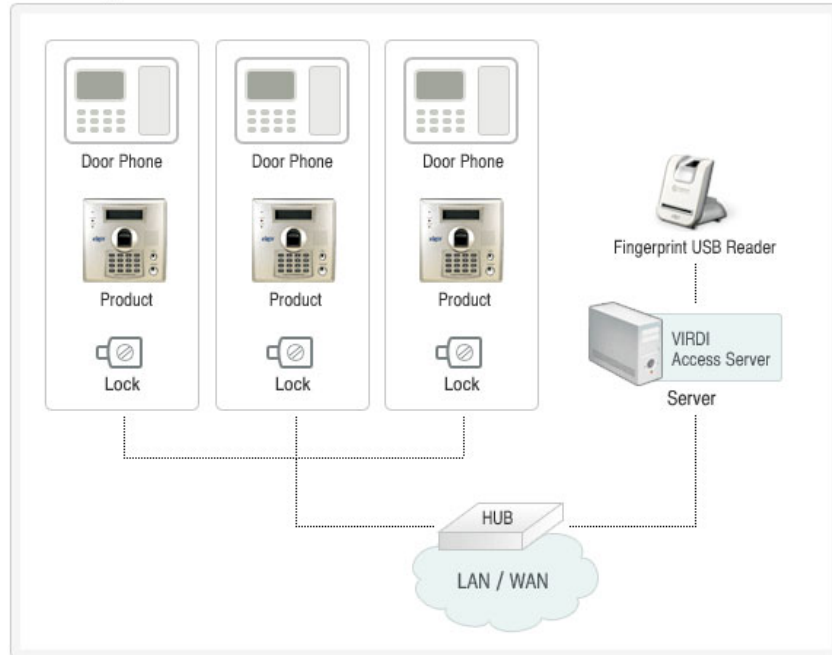 Door Phone
Product
Lock
Door Phone
Product
Lock
Door Phone
Product
Lock
Fingerprint USB Reader
VIRDI
Access Server
Server
HUB
LAN / WAN